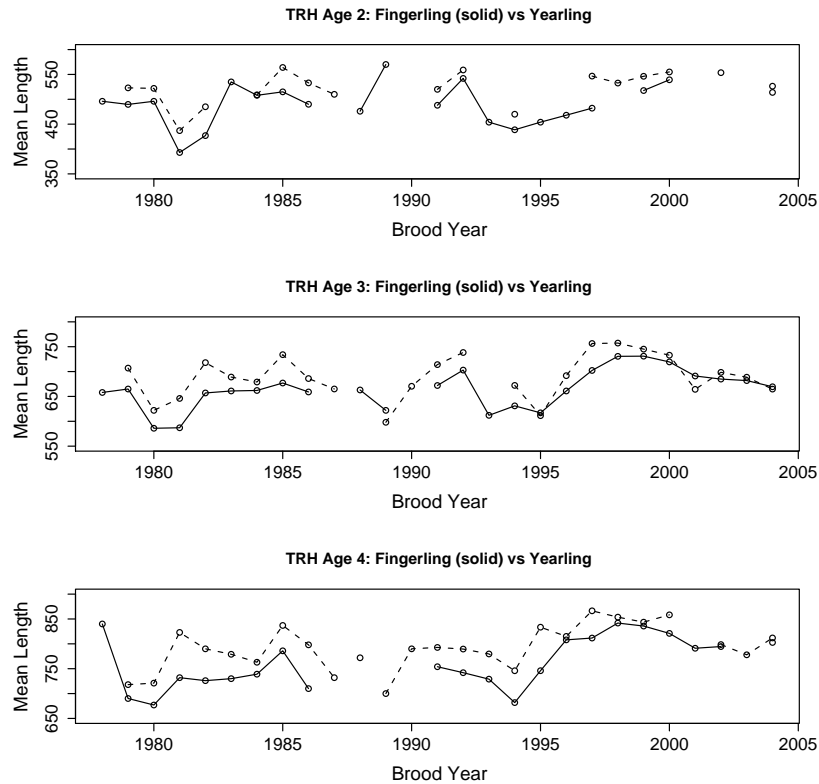 TRH Age 2: Fingerling (solid) vs Yearling
Mean Length
350 450 550
1980 1985 1990 1995 2000 2005
Brood Year
TRH Age 3: Fingerling (solid) vs Yearling
Mean Length
550 650 750
1980 1985 1990 1995 2000 2005
Brood Year
TRH Age 4: Fingerling (solid) vs Yearling
Mean Length
650 750 850
1980 1985 1990 1995 2000 2005
Brood Year